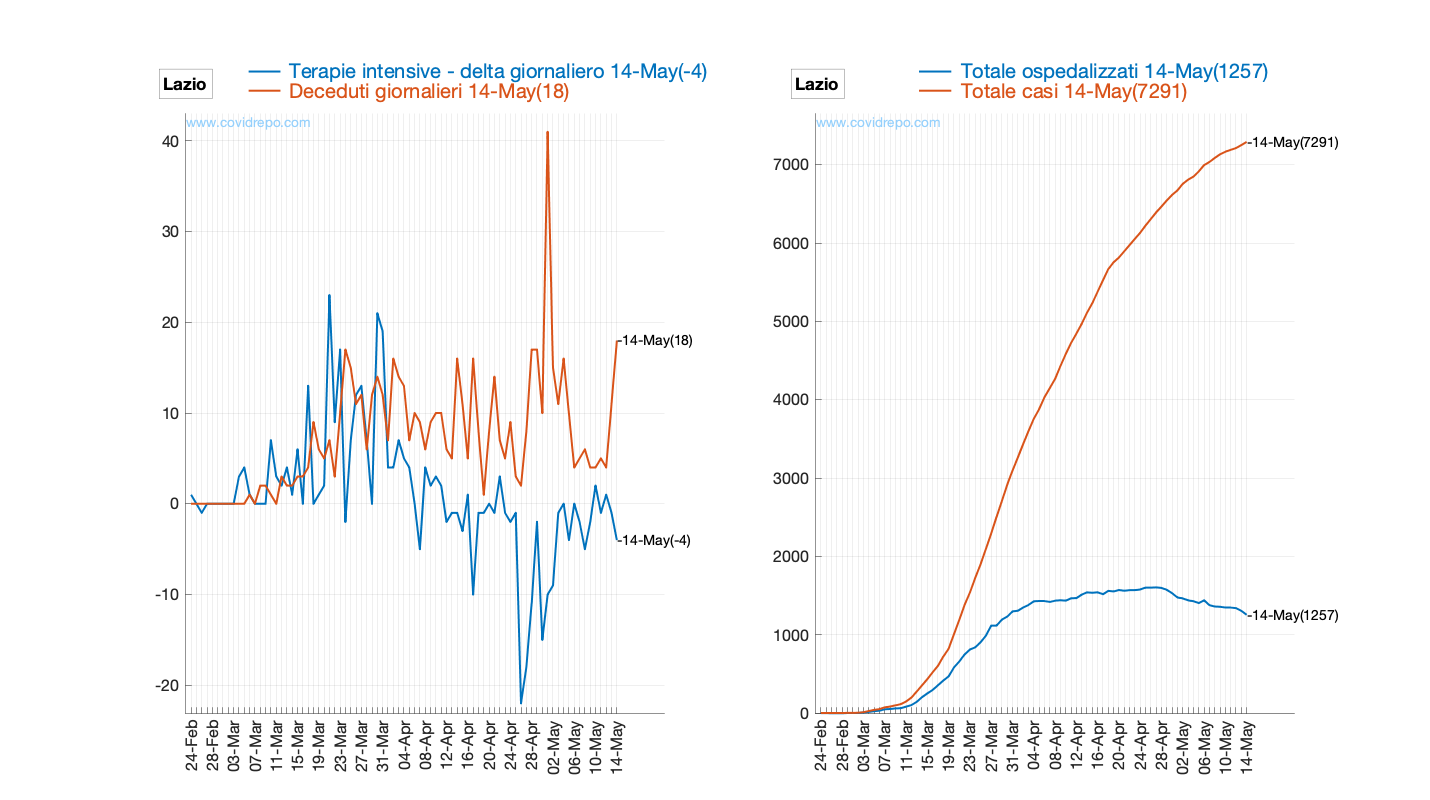 Lazio
Terapie intensive - delta giornaliero 14-May(-4)
Deceduti giornalieri 14-May(18)
www.covidrepo.com
40
30
20
10
0
-10
-20
14-May(18)
14-May(-4)
24-Feb
28-Feb
03-Mar
07-Mar
11-Mar
15-Mar
19-Mar
23-Mar
27-Mar
31-Mar
04-Apr
08-Apr
12-Apr
16-Apr
20-Apr
24-Apr
28-Apr
02-May
06-May
10-May
14-May
Lazio
Totale ospedalizzati 14-May(1257)
Totale casi 14-May(7291)
www.covidrepo.com
7000
6000
5000
4000
3000
2000
1000
0
14-May(7291)
14-May(1257)
24-Feb
28-Feb
03-Mar
07-Mar
11-Mar
15-Mar
19-Mar
23-Mar
27-Mar
31-Mar
04-Apr
08-Apr
12-Apr
16-Apr
20-Apr
24-Apr
28-Apr
02-May
06-May
10-May
14-May